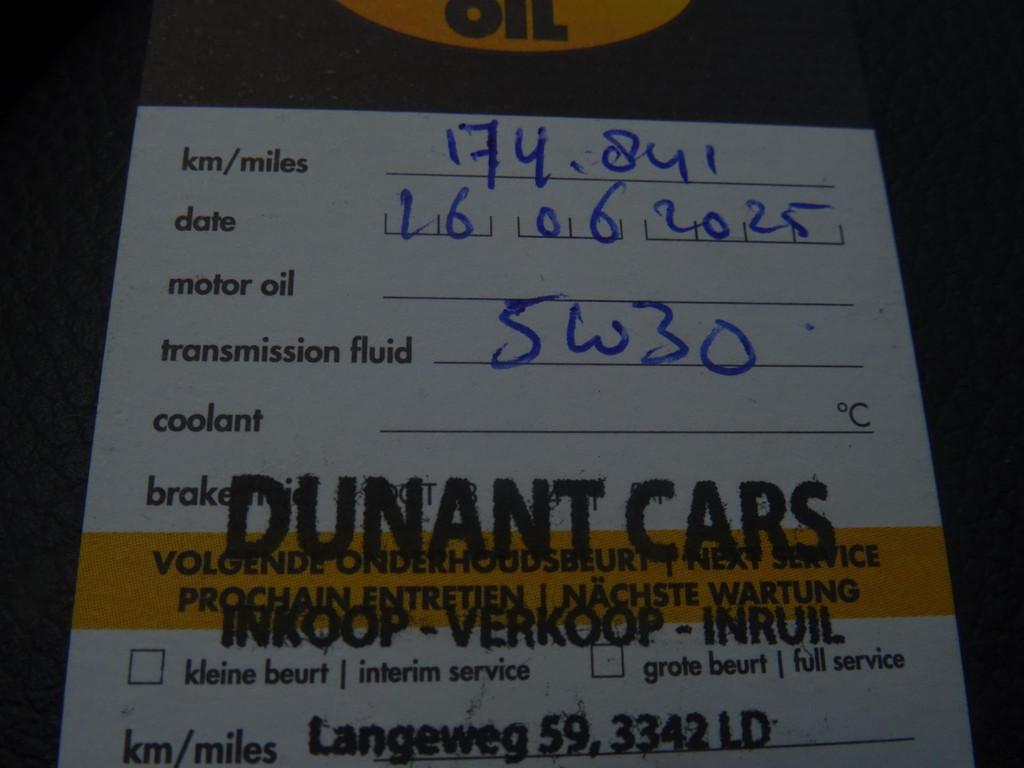 OIL
km/miles 174.841
date 26 06 2025
motor oil
transmission fluid 5W30
coolant °C
brake fluid
DUNANT CARS
VOLGENDE ONDERHOUDSBEURT | NEXT SERVICE
PROCHAIN ENTRETIEN | NÄCHSTE WARTUNG
INKOOP - VERKOOP - INRUIL
kleine beurt | interim service grote beurt | full service
km/miles
Langeweg 59, 3342 LD